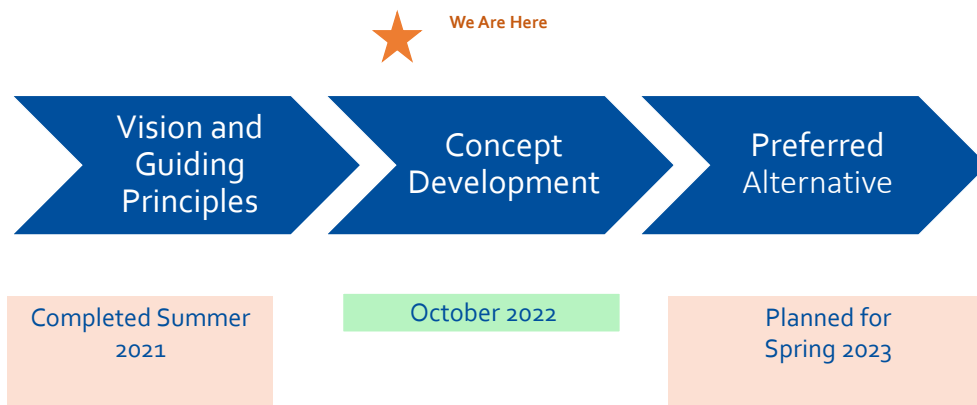 We Are Here
Vision and
Guiding
Principles
Concept
Development
Preferred
Alternative
Completed Summer
2021
October 2022
Planned for
Spring 2023